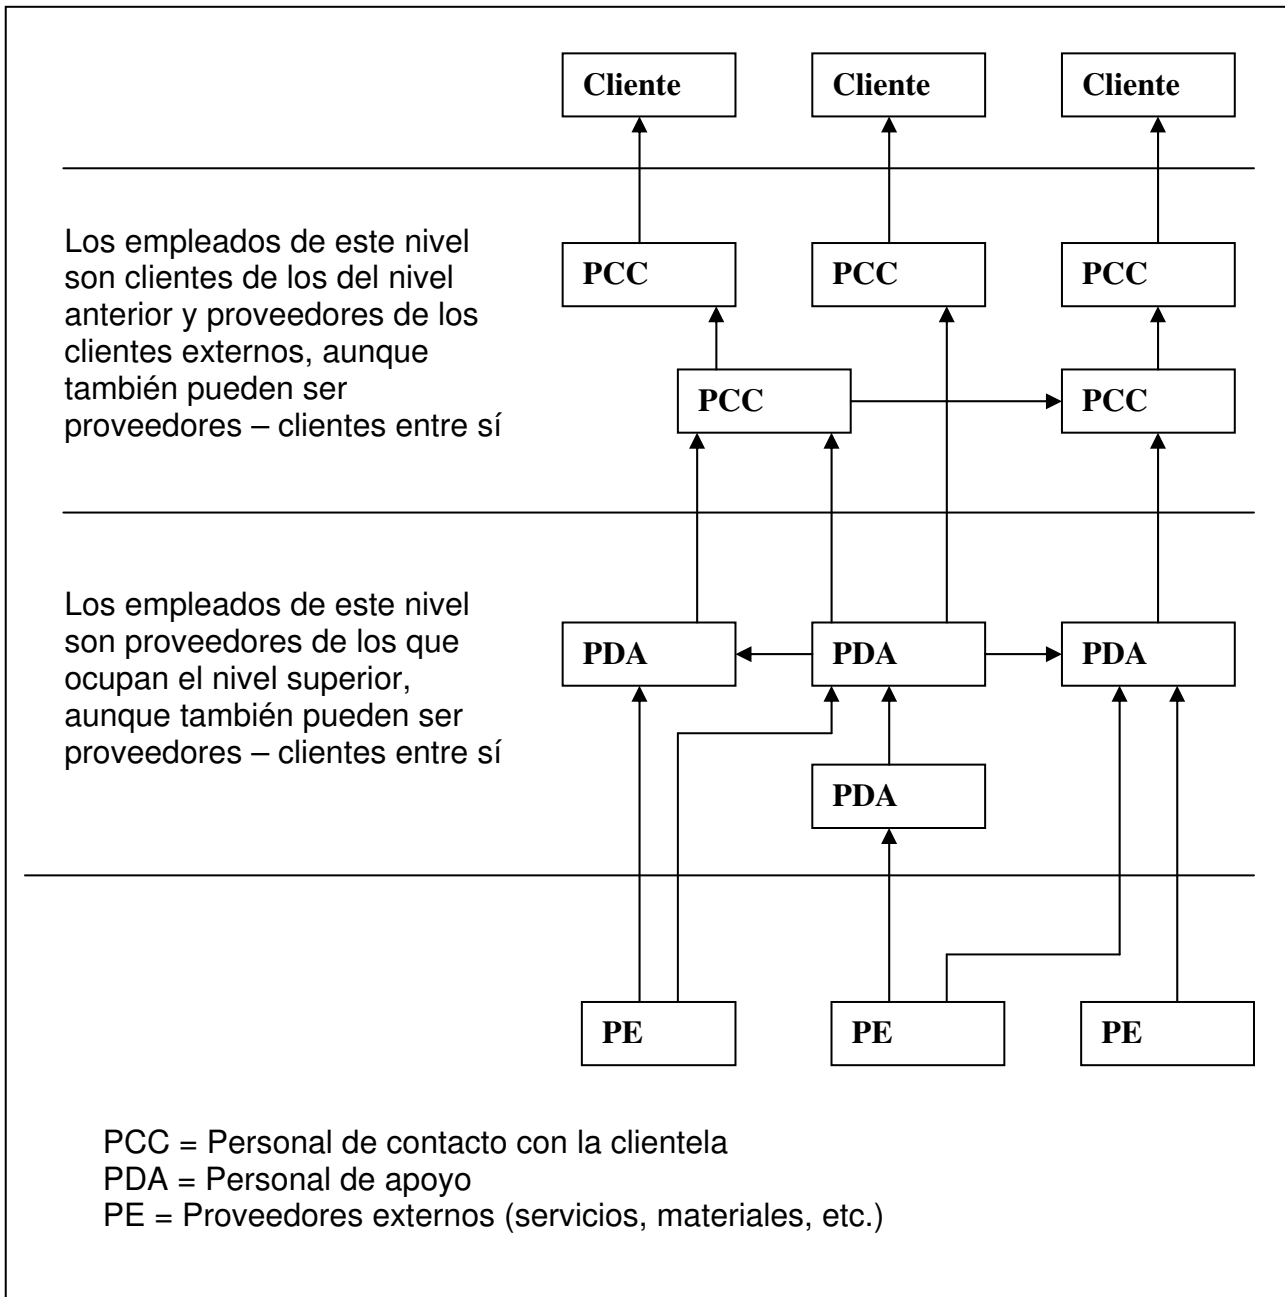 Cliente Cliente Cliente
Los empleados de este nivel
son clientes de los del nivel
anterior y proveedores de los
clientes externos, aunque
también pueden ser
proveedores – clientes entre sí
PCC PCC PCC
PCC PCC
Los empleados de este nivel
son proveedores de los que
ocupan el nivel superior,
aunque también pueden ser
proveedores – clientes entre sí
PDA PDA PDA
PDA
PE PE PE
PCC = Personal de contacto con la clientela
PDA = Personal de apoyo
PE = Proveedores externos (servicios, materiales, etc.)